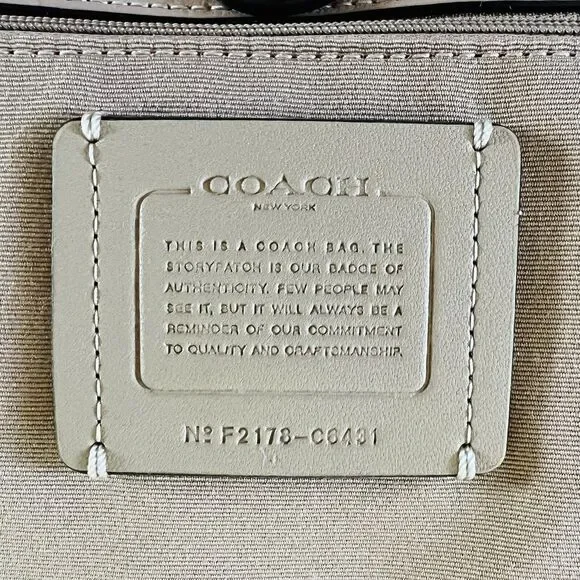 COACH
NEW YORK
THIS IS A COACH BAG. THE
STORYPATCH IS OUR BADGE OF
AUTHENTICITY. FEW PEOPLE MAY
SEE IT, BUT IT WILL ALWAYS BE A
REMINDER OF OUR COMMITMENT
TO QUALITY AND CRAFTSMANSHIP.
Nº F2178-C6431